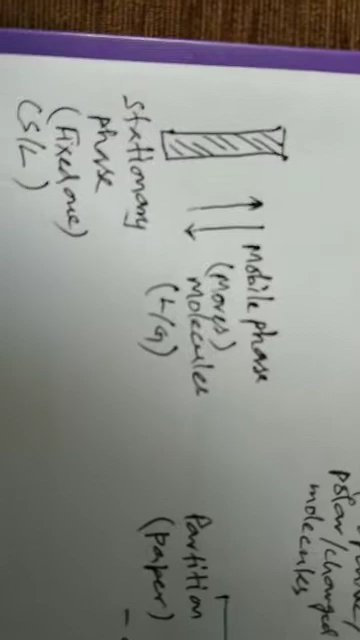 Mobile phase
(Moves)
molecules
(L/G)
Stationary
phase
(Fixed one)
(S/L)
polar/charged
molecules
Partition
(paper)